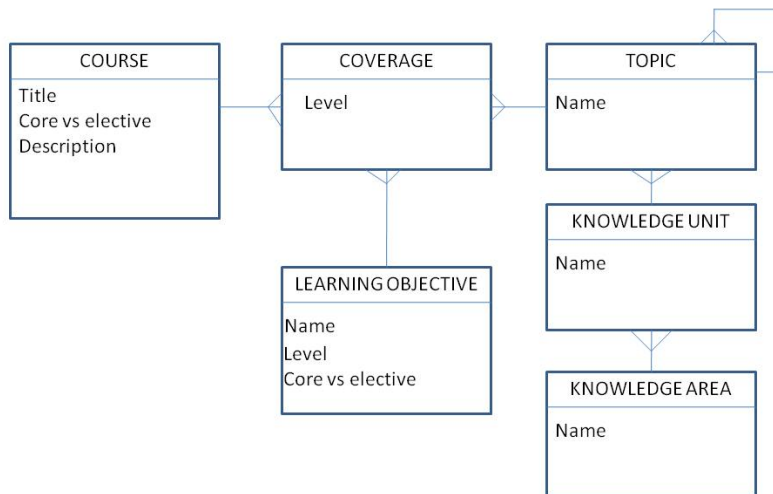 COURSE
Title
Core vs elective
Description
COVERAGE
Level
TOPIC
Name
KNOWLEDGE UNIT
Name
LEARNING OBJECTIVE
Name
Level
Core vs elective
KNOWLEDGE AREA
Name